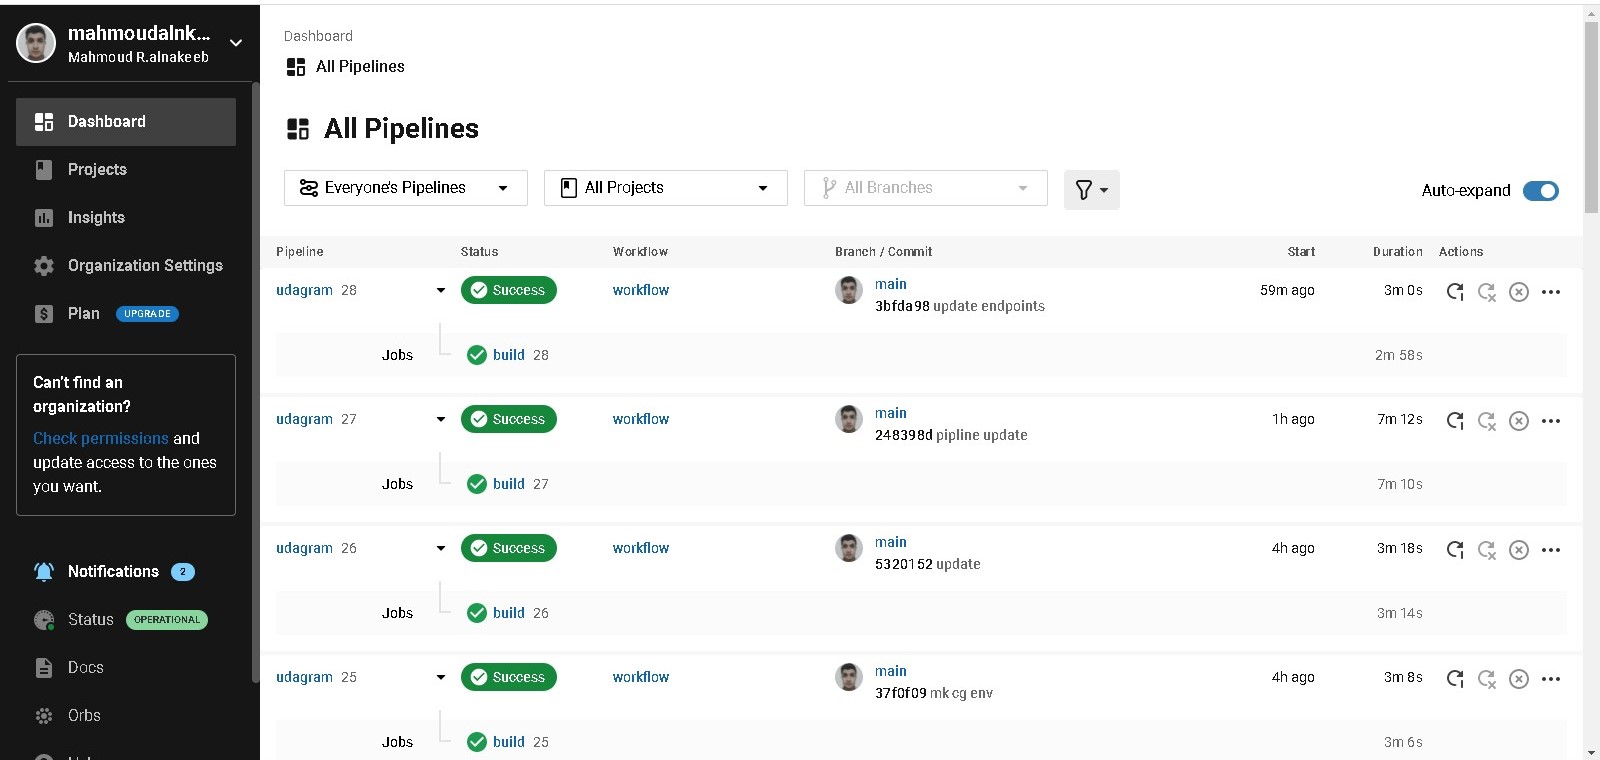 mahmoudalnk...
Mahmoud R.alnakeeb
Dashboard
Projects
Insights
Organization Settings
Plan UPGRADE
Can't find an
organization?
Check permissions and
update access to the ones
you want.
Notifications 2
Status OPERATIONAL
Docs
Orbs
Dashboard
All Pipelines
All Pipelines
Everyone's Pipelines All Projects All Branches Auto-expand
Pipeline Status Workflow Branch / Commit Start Duration Actions
udagram 28 Success workflow main 59m ago 3m 0s
3bfda98 update endpoints
Jobs build 28 2m 58s
udagram 27 Success workflow main 1h ago 7m 12s
248398d pipline update
Jobs build 27 7m 10s
udagram 26 Success workflow main 4h ago 3m 18s
5320152 update
Jobs build 26 3m 14s
udagram 25 Success workflow main 4h ago 3m 8s
37f0f09 mk cg env
Jobs build 25 3m 6s